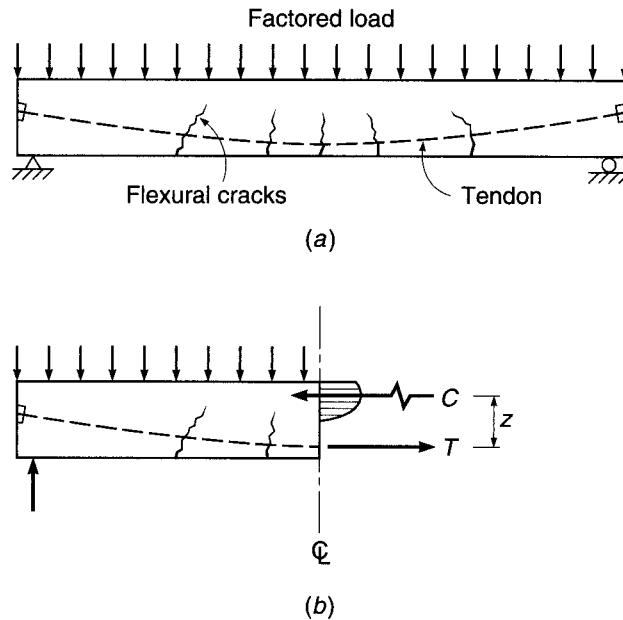 Factored load
Flexural cracks
Tendon
(a)
C
z
T
℄
(b)